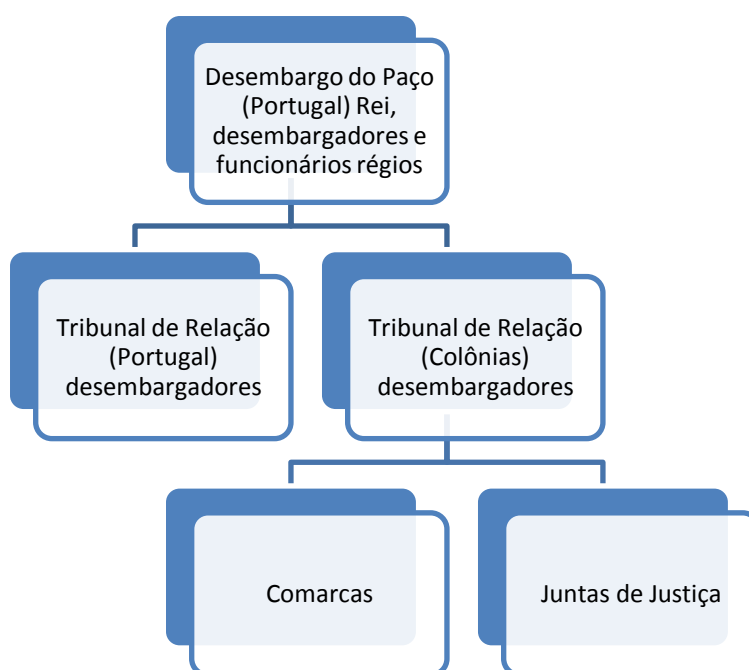 Desembargo do Paço
(Portugal) Rei,
desembargadores e
funcionários régios
Tribunal de Relação
(Portugal)
desembargadores
Tribunal de Relação
(Colônias)
desembargadores
Comarcas
Juntas de Justiça